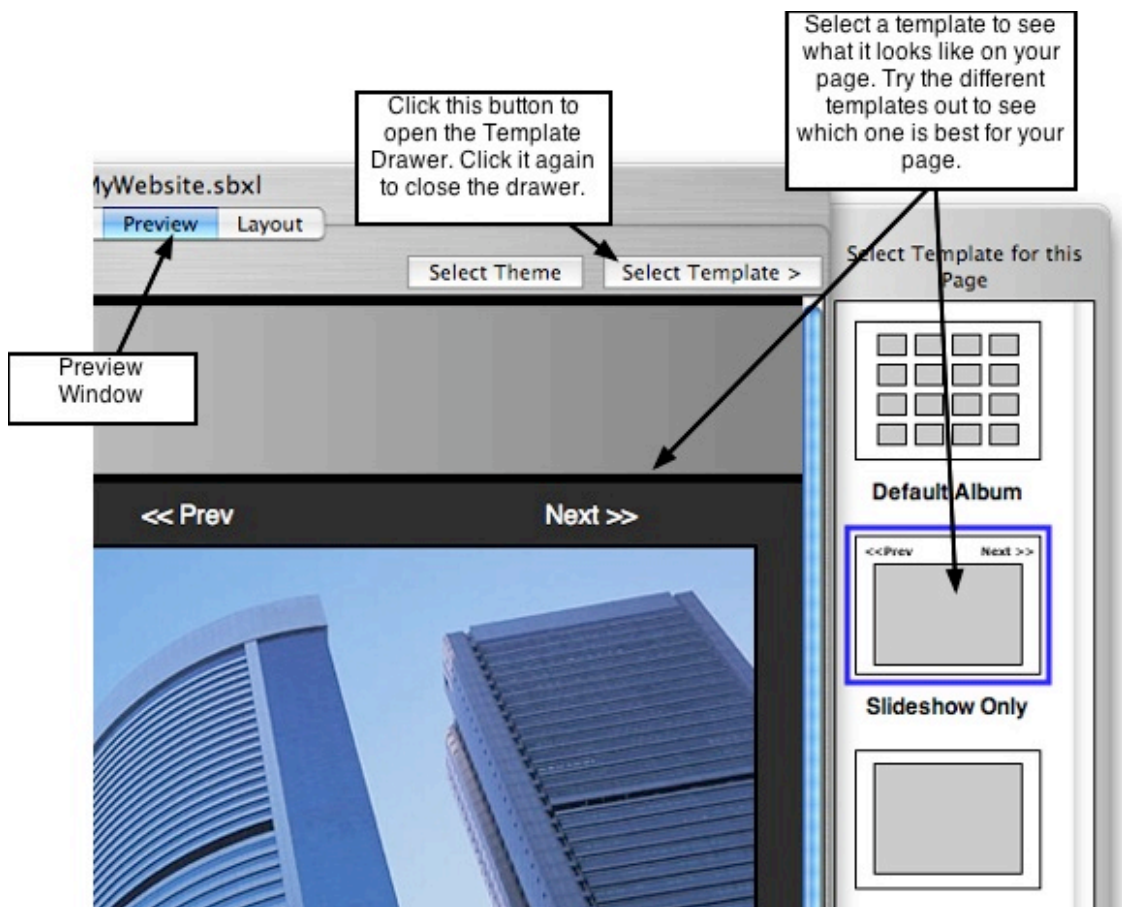 Select a template to see
what it looks like on your
page. Try the different
templates out to see
which one is best for your
page.
Click this button to
open the Template
Drawer. Click it again
to close the drawer.
MyWebsite.sbxl
Preview
Layout
Select Theme
Select Template >
Select Template for this
Page
Preview
Window
Default Album
<< Prev
Next >>
<<Prev
Next >>
Slideshow Only